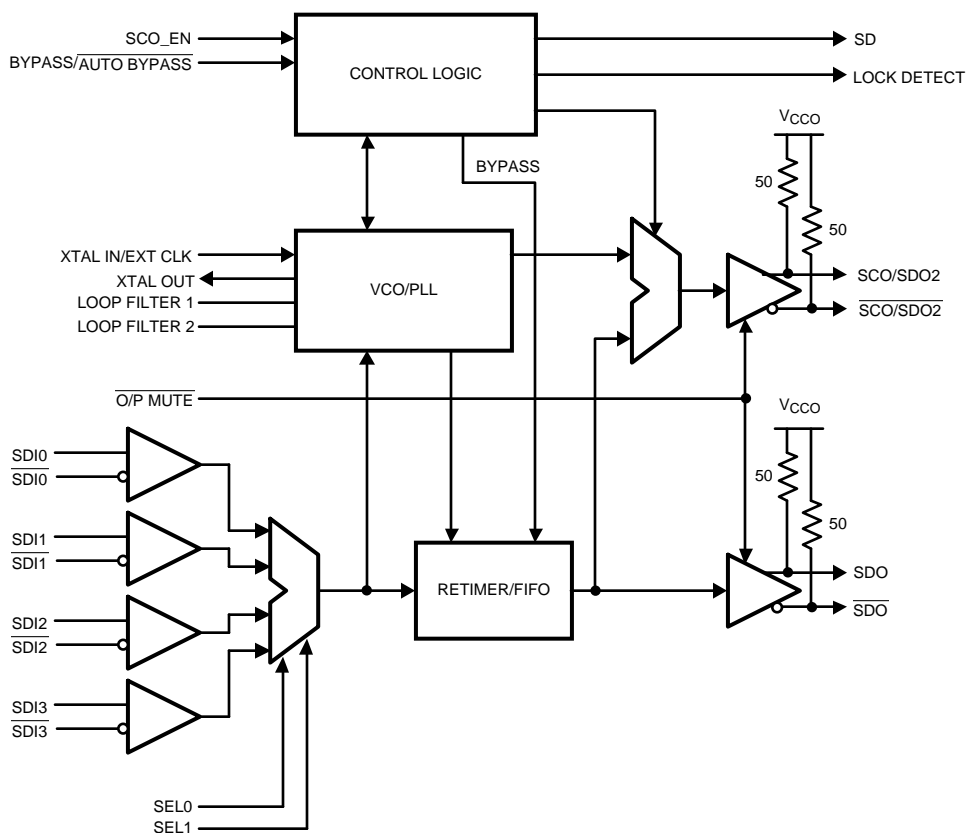 SCO_EN
BYPASS/AUTO BYPASS
CONTROL LOGIC
SD
LOCK DETECT
BYPASS
VCCO
50
50
XTAL IN/EXT CLK
XTAL OUT
LOOP FILTER 1
LOOP FILTER 2
VCO/PLL
SCO/SDO2
SCO/SDO2
O/P MUTE
VCCO
50
50
SDI0
SDI0
SDI1
SDI1
SDI2
SDI2
SDI3
SDI3
RETIMER/FIFO
SDO
SDO
SEL0
SEL1